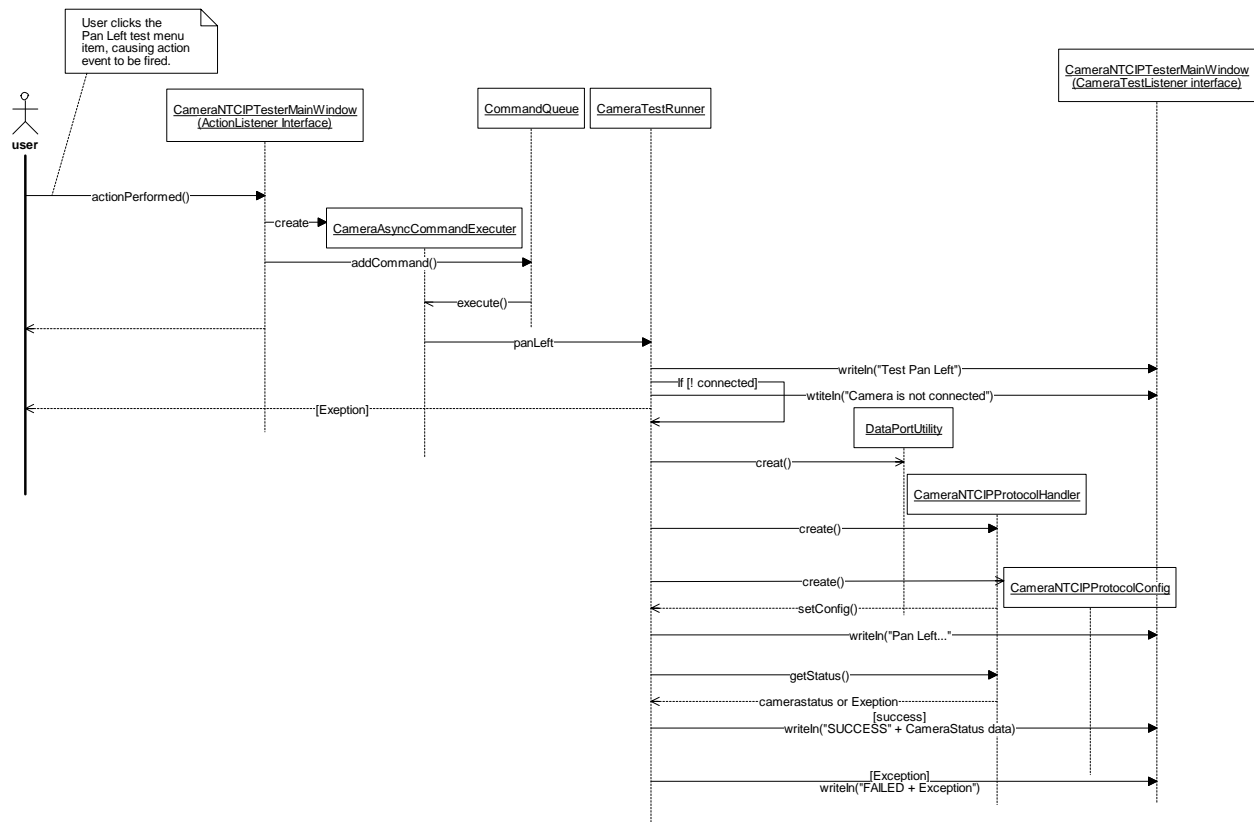 User clicks the
Pan Left test menu
item, causing action
event to be fired.
CameraNTCIPTesterMainWindow
(CameraTestListener interface)
CameraNTCIPTesterMainWindow
(ActionListener Interface)
CommandQueue
CameraTestRunner
user
actionPerformed()
create
CameraAsyncCommandExecuter
addCommand()
execute()
panLeft
writeln("Test Pan Left")
If [! connected]
wtiteln("Camera is not connected")
[Exeption]
DataPortUtility
creat()
CameraNTCIPProtocolHandler
create()
create()
CameraNTCIPProtocolConfig
setConfig()
writeln("Pan Left..."
getStatus()
camerastatus or Exeption
[success]
writeln("SUCCESS" + CameraStatus data)
[Exception]
writeln("FAILED + Exception")